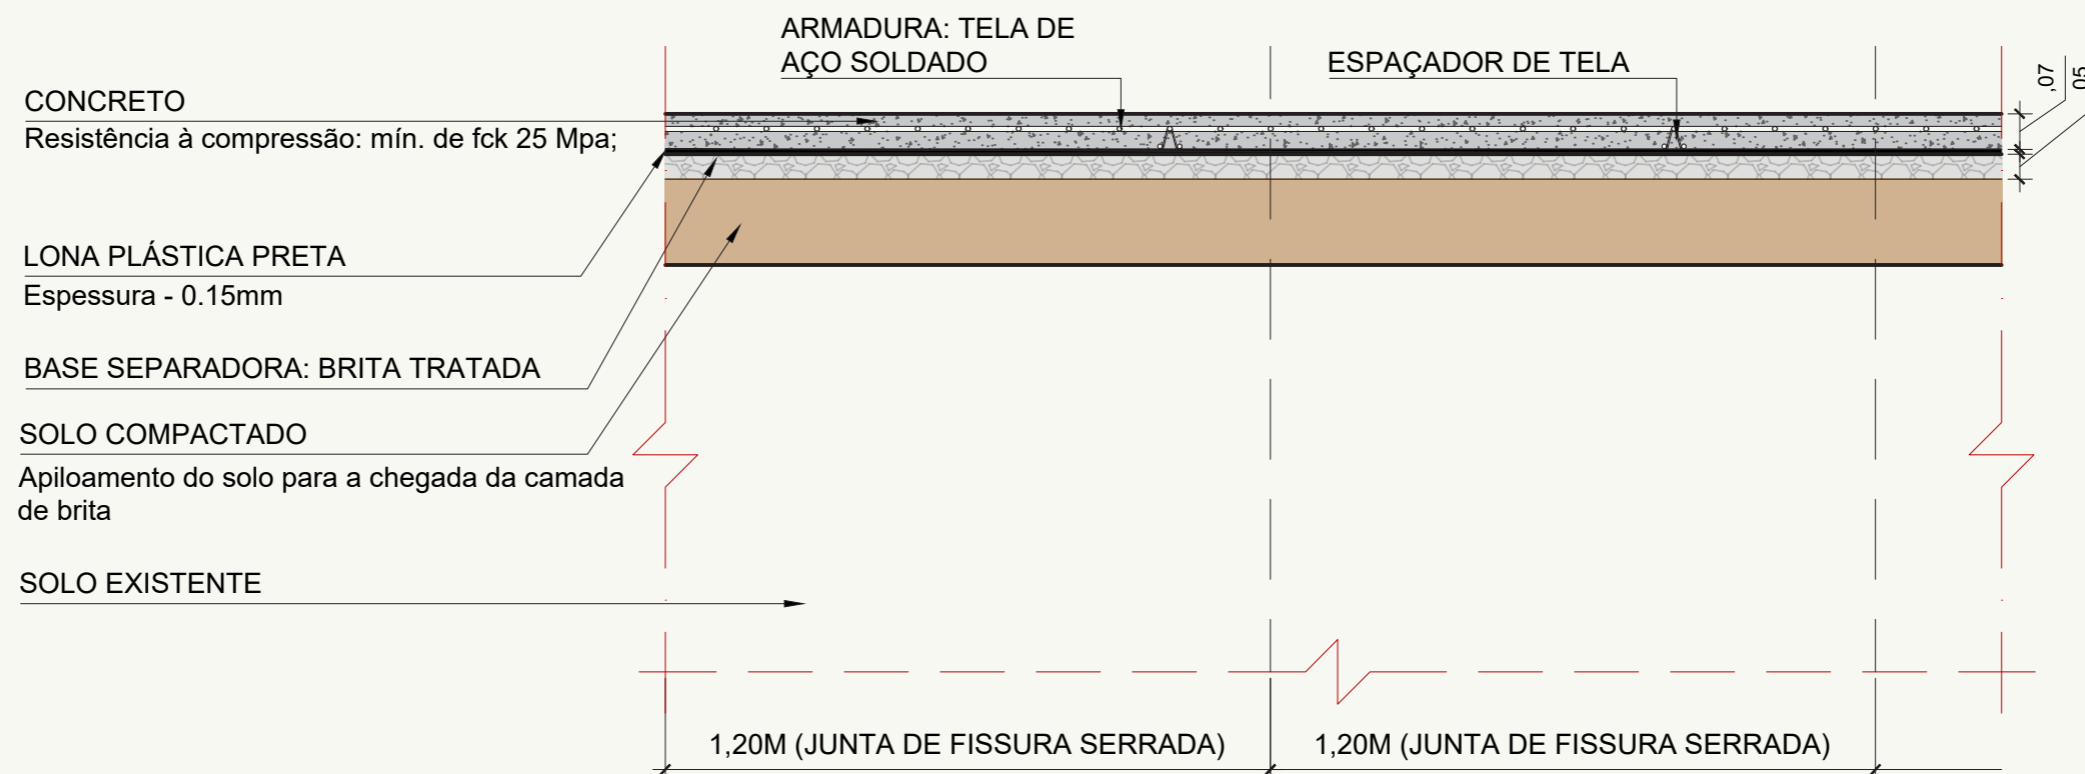 ARMADURA: TELA DE
AÇO SOLDADO
ESPAÇADOR DE TELA
,07
,05
CONCRETO
Resistência à compressão: mín. de fck 25 Mpa;
LONA PLÁSTICA PRETA
Espessura - 0.15mm
BASE SEPARADORA: BRITA TRATADA
SOLO COMPACTADO
Apiloamento do solo para a chegada da camada
de brita
SOLO EXISTENTE
1,20M (JUNTA DE FISSURA SERRADA)
1,20M (JUNTA DE FISSURA SERRADA)